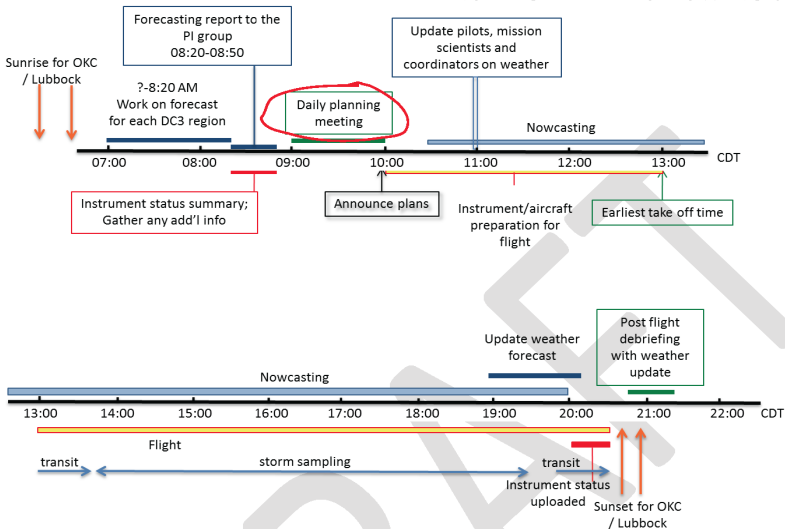 Forecasting report to the
PI group
08:20-08:50
Update pilots, mission
scientists and
coordinators on weather
Sunrise for OKC
/ Lubbock
?-8:20 AM
Work on forecast
for each DC3 region
Daily planning
meeting
Nowcasting
07:00 08:00 09:00 10:00 11:00 12:00 13:00 CDT
Instrument status summary;
Gather any add'l info
Announce plans
Instrument/aircraft
preparation for
flight
Earliest take off time
Update weather
forecast
Post flight
debriefing
with weather
update
Nowcasting
13:00 14:00 15:00 16:00 17:00 18:00 19:00 20:00 21:00 22:00 CDT
Flight
transit storm sampling transit
Instrument status
uploaded
Sunset for OKC
/ Lubbock
DRAFT